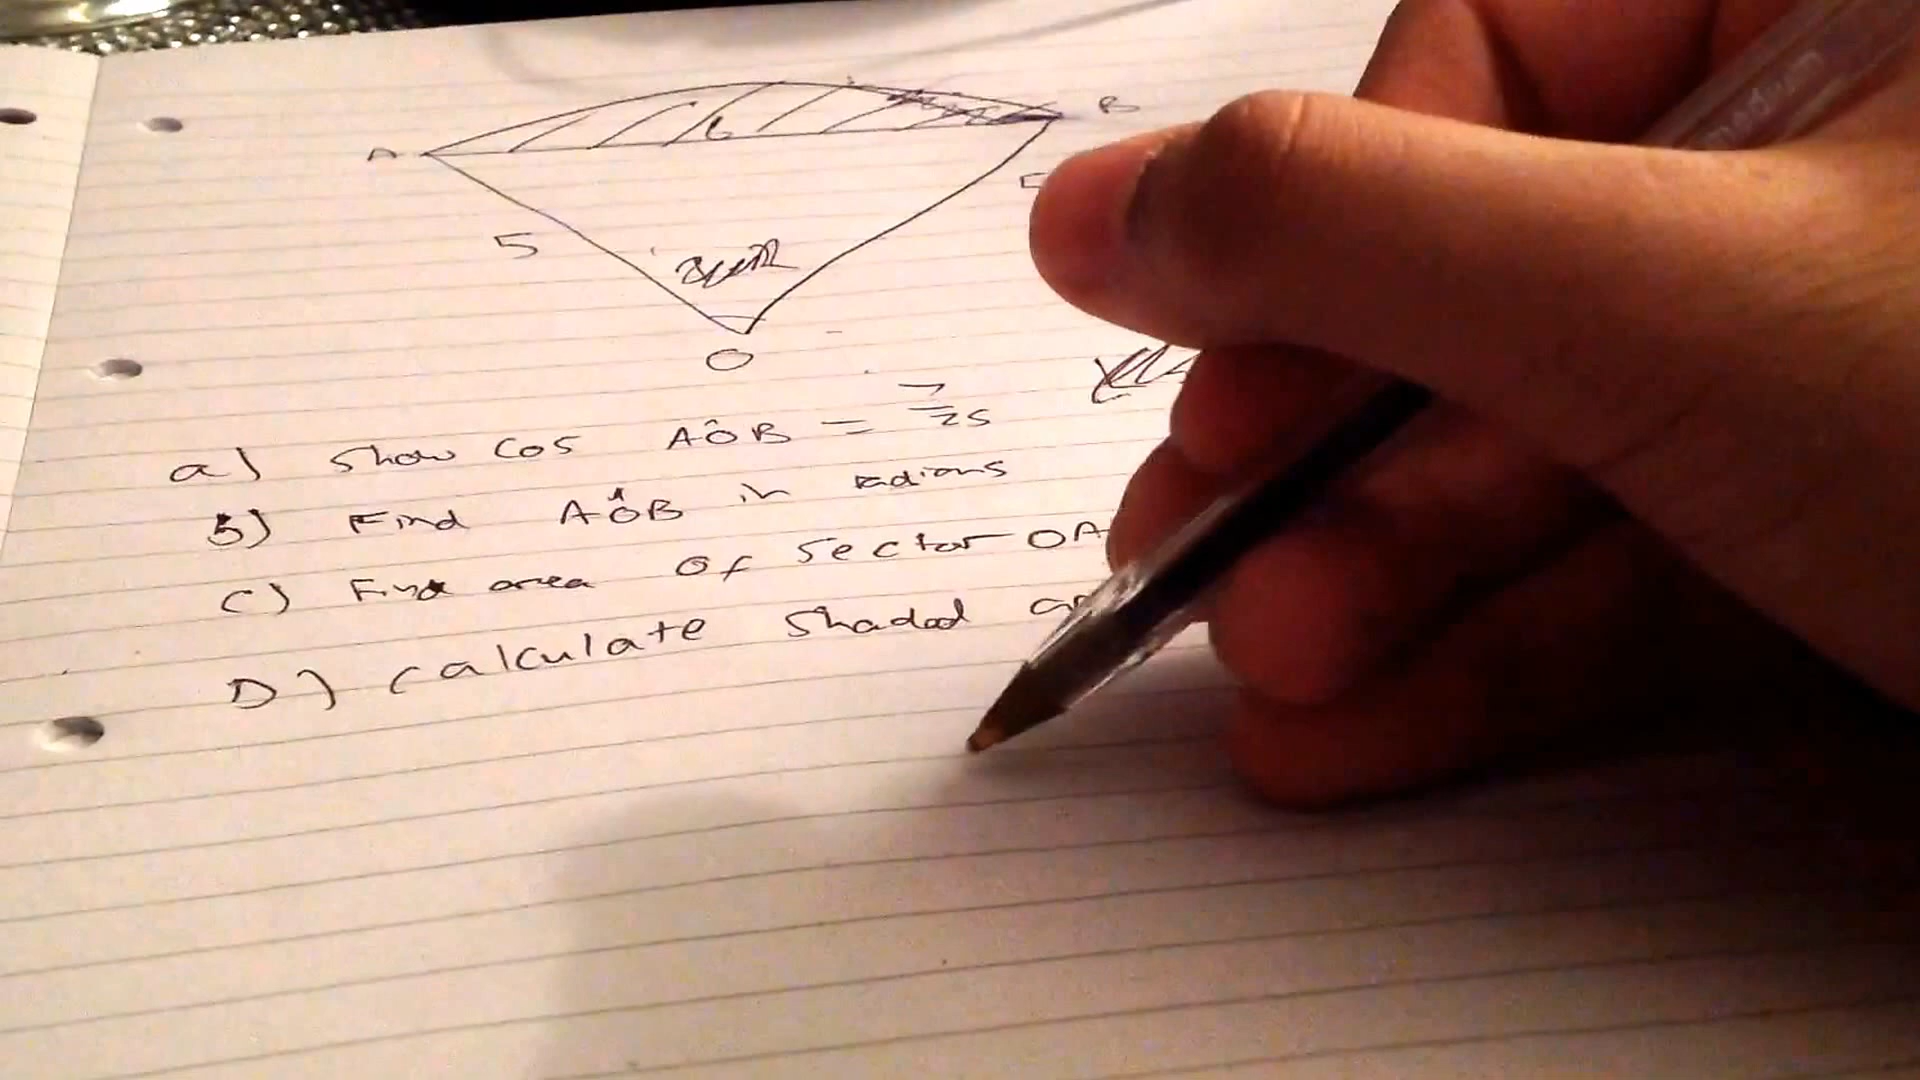 B
6
A
5
5
O
a) Show Cos AÔB = 7/25
b) Find AÔB in radians
c) Find area of sector OA
D) Calculate shaded
Medium